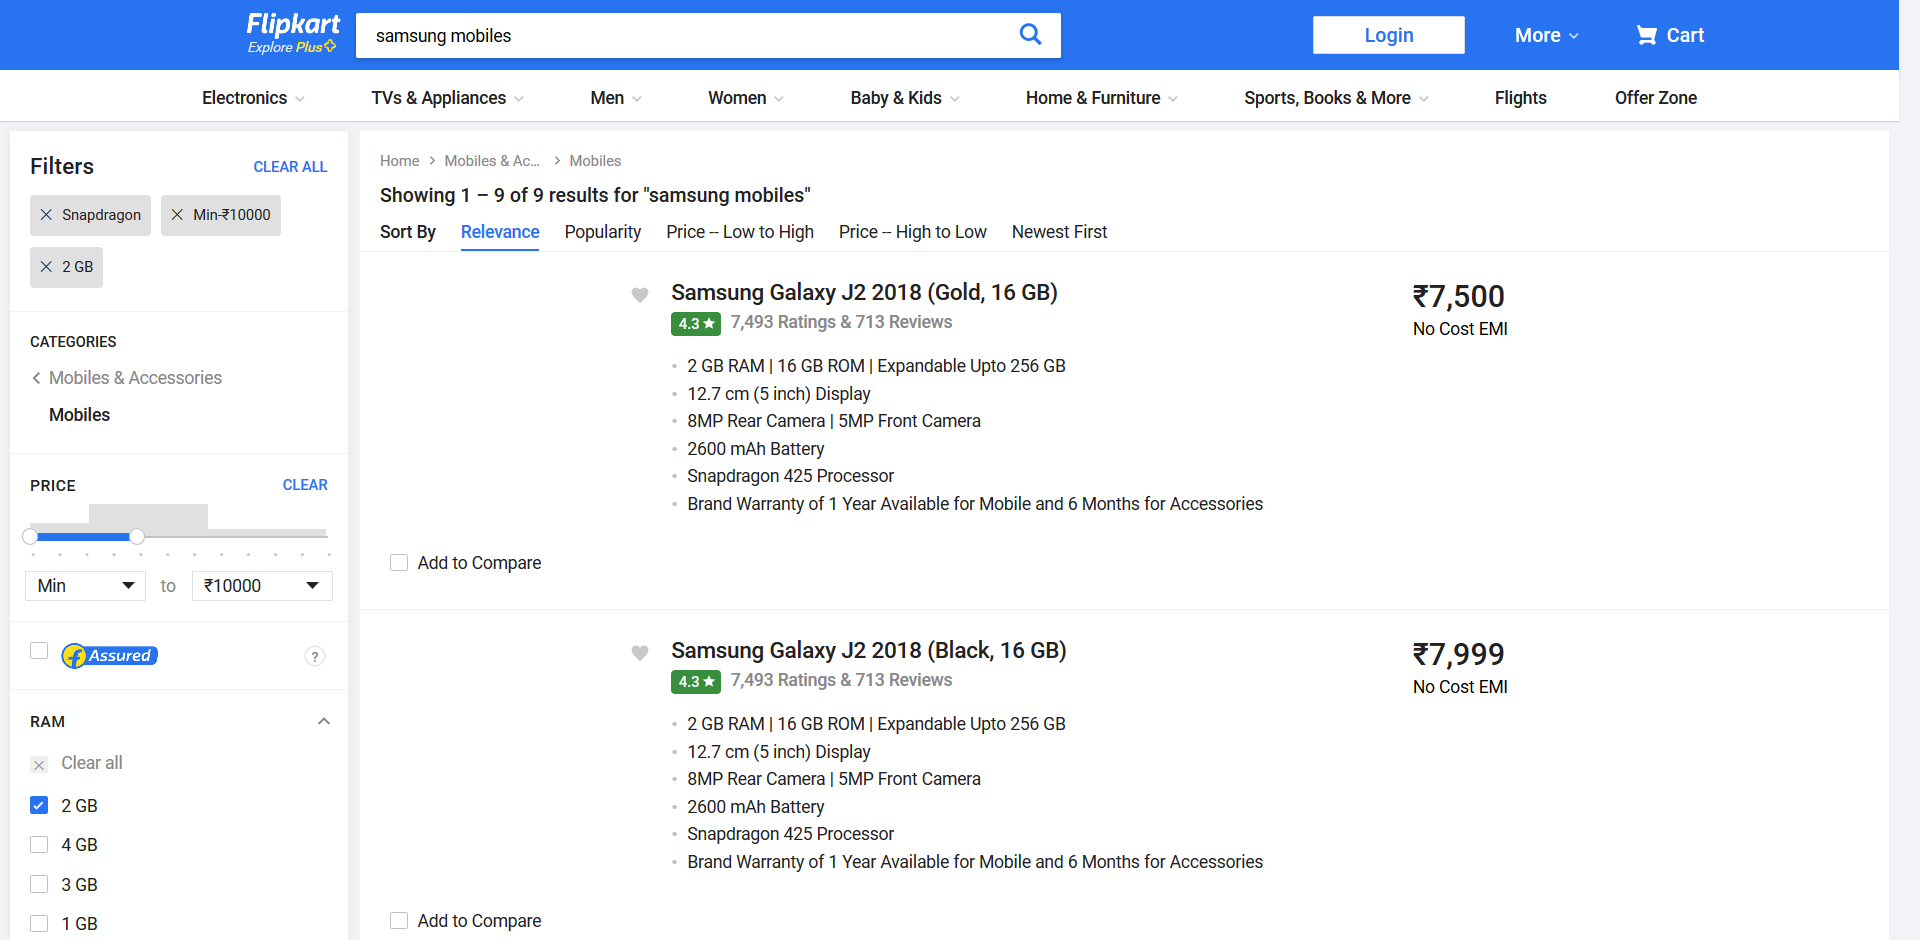 Flipkart
Explore Plus
samsung mobiles
Login
More
Cart
Electronics
TVs & Appliances
Men
Women
Baby & Kids
Home & Furniture
Sports, Books & More
Flights
Offer Zone
Filters
CLEAR ALL
Snapdragon
Min-₹10000
2 GB
CATEGORIES
Mobiles & Accessories
Mobiles
PRICE
CLEAR
Min
to
₹10000
f Assured
?
RAM
Clear all
2 GB
4 GB
3 GB
1 GB
Home
Mobiles & Ac...
Mobiles
Showing 1 – 9 of 9 results for "samsung mobiles"
Sort By
Relevance
Popularity
Price -- Low to High
Price -- High to Low
Newest First
Samsung Galaxy J2 2018 (Gold, 16 GB)
4.3
7,493 Ratings & 713 Reviews
2 GB RAM | 16 GB ROM | Expandable Upto 256 GB
12.7 cm (5 inch) Display
8MP Rear Camera | 5MP Front Camera
2600 mAh Battery
Snapdragon 425 Processor
Brand Warranty of 1 Year Available for Mobile and 6 Months for Accessories
₹7,500
No Cost EMI
Add to Compare
Samsung Galaxy J2 2018 (Black, 16 GB)
4.3
7,493 Ratings & 713 Reviews
2 GB RAM | 16 GB ROM | Expandable Upto 256 GB
12.7 cm (5 inch) Display
8MP Rear Camera | 5MP Front Camera
2600 mAh Battery
Snapdragon 425 Processor
Brand Warranty of 1 Year Available for Mobile and 6 Months for Accessories
₹7,999
No Cost EMI
Add to Compare